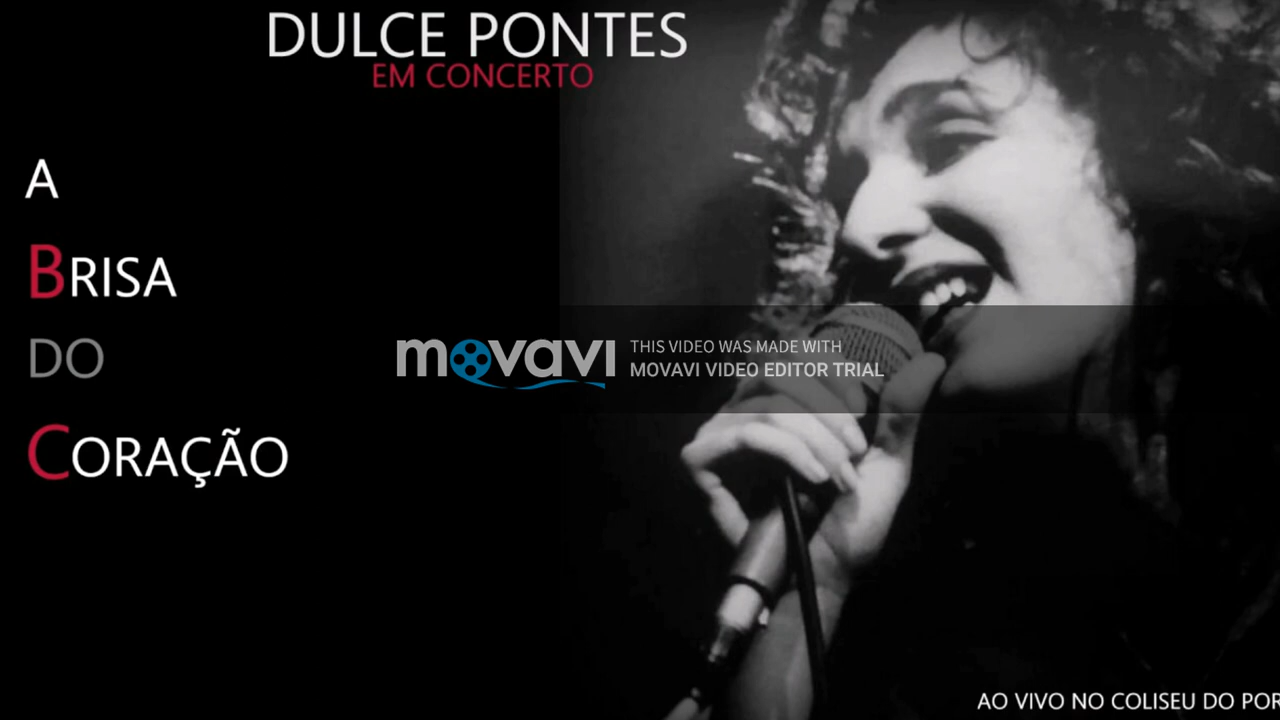 DULCE PONTES
EM CONCERTO
A
BRISA
DO
CORAÇÃO
movavi
THIS VIDEO WAS MADE WITH
MOVAVI VIDEO EDITOR TRIAL
AO VIVO NO COLISEU DO POR